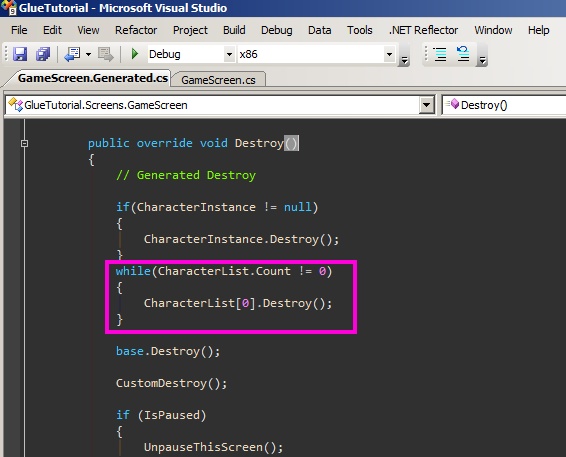 GlueTutorial - Microsoft Visual Studio
File Edit View Refactor Project Build Debug Data Tools .NET Reflector Window Help
Debug x86
GameScreen.Generated.cs GameScreen.cs
GlueTutorial.Screens.GameScreen Destroy()
public override void Destroy()
{
// Generated Destroy
if(CharacterInstance != null)
{
CharacterInstance.Destroy();
}
while(CharacterList.Count != 0)
{
CharacterList[0].Destroy();
}
base.Destroy();
CustomDestroy();
if (IsPaused)
{
UnpauseThisScreen();